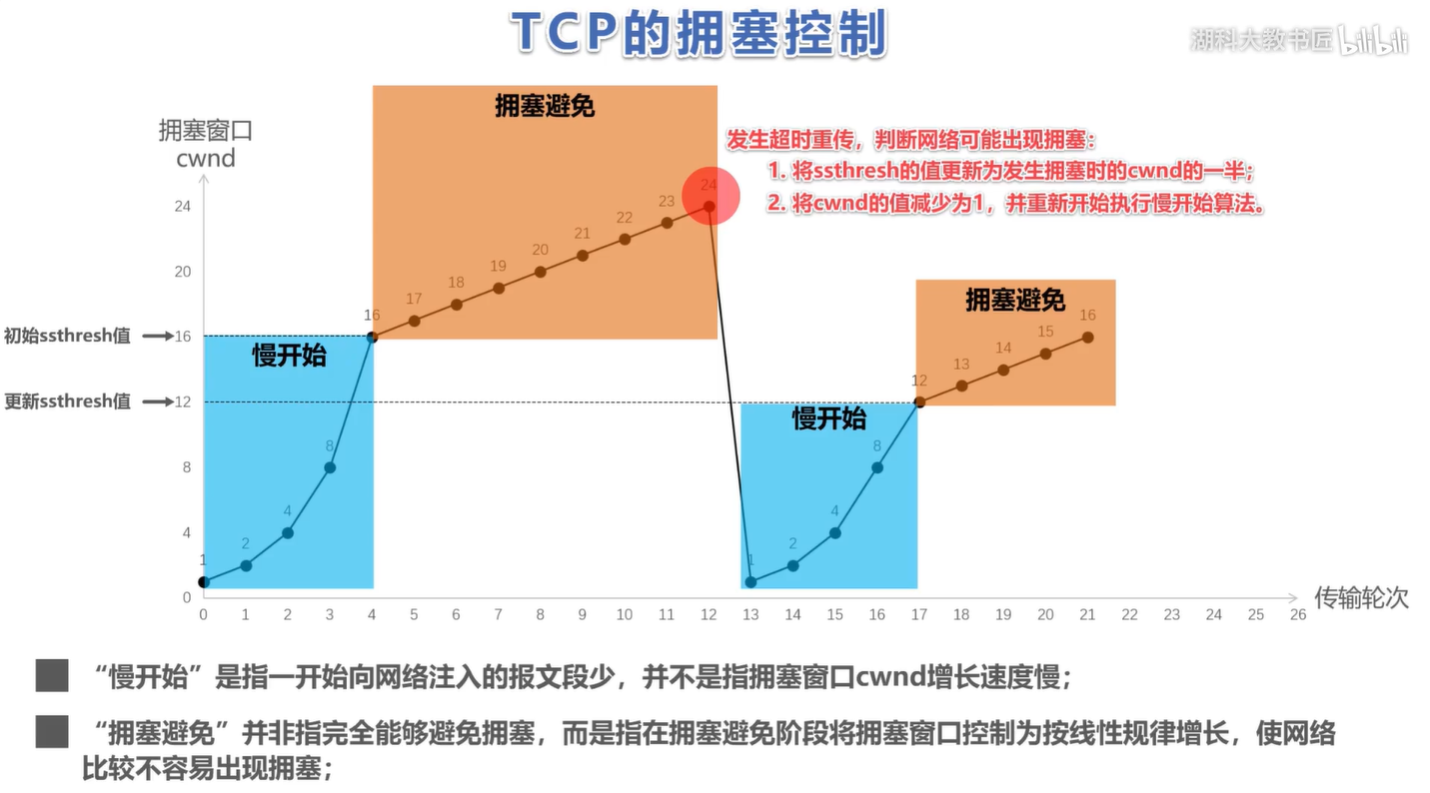 TCP的拥塞控制
湖科大教书匠 bilibili
拥塞窗口
cwnd
拥塞避免
发生超时重传，判断网络可能出现拥塞：
1. 将ssthresh的值更新为发生拥塞时的cwnd的一半；
2. 将cwnd的值减少为1，并重新开始执行慢开始算法。
24
20
初始ssthresh值
16
更新ssthresh值
12
8
4
0
慢开始
1
2
4
8
16
17
18
19
20
21
22
23
24
慢开始
1
2
4
8
拥塞避免
12
13
14
15
16
0 1 2 3 4 5 6 7 8 9 10 11 12 13 14 15 16 17 18 19 20 21 22 23 24 25 26
传输轮次
“慢开始”是指一开始向网络注入的报文段少，并不是指拥塞窗口cwnd增长速度慢；
“拥塞避免”并非指完全能够避免拥塞，而是指在拥塞避免阶段将拥塞窗口控制为按线性规律增长，使网络
比较不容易出现拥塞；